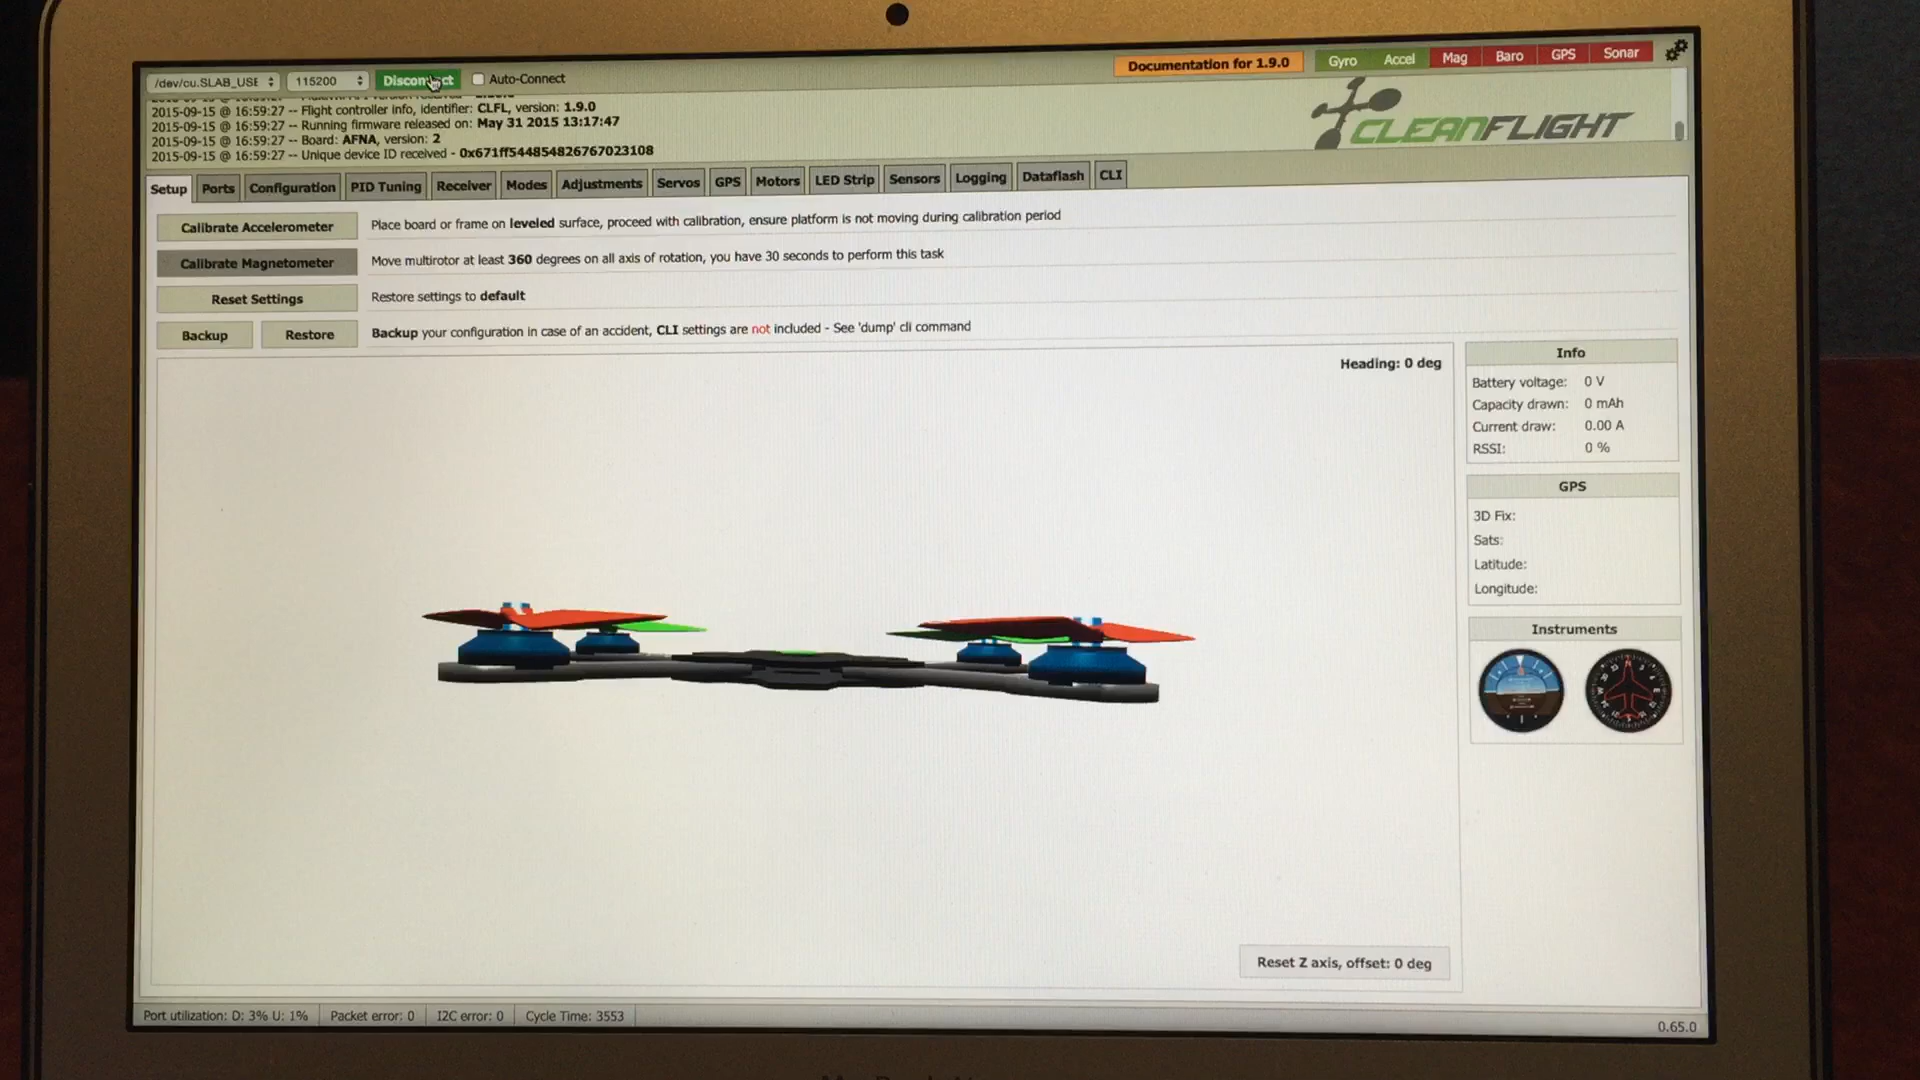 /dev/cu.SLAB_USE 115200 Disconnect Auto-Connect Documentation for 1.9.0 Gyro Accel Mag Baro GPS Sonar
2015-09-15 @ 16:59:27 -- Flight controller info, identifier: CLFL, version: 1.9.0
2015-09-15 @ 16:59:27 -- Running firmware released on: May 31 2015 13:17:47
2015-09-15 @ 16:59:27 -- Board: AFNA, version: 2
2015-09-15 @ 16:59:27 -- Unique device ID received - 0x671ff544854826767023108
CLEANFLIGHT
Setup Ports Configuration PID Tuning Receiver Modes Adjustments Servos GPS Motors LED Strip Sensors Logging Dataflash CLI
Calibrate Accelerometer Place board or frame on leveled surface, proceed with calibration, ensure platform is not moving during calibration period
Calibrate Magnetometer Move multirotor at least 360 degrees on all axis of rotation, you have 30 seconds to perform this task
Reset Settings Restore settings to default
Backup Restore Backup your configuration in case of an accident, CLI settings are not included - See 'dump' cli command
Heading: 0 deg
Info
Battery voltage: 0 V
Capacity drawn: 0 mAh
Current draw: 0.00 A
RSSI: 0 %
GPS
3D Fix:
Sats:
Latitude:
Longitude:
Instruments
Reset Z axis, offset: 0 deg
Port utilization: D: 3% U: 1% Packet error: 0 I2C error: 0 Cycle Time: 3553
0.65.0